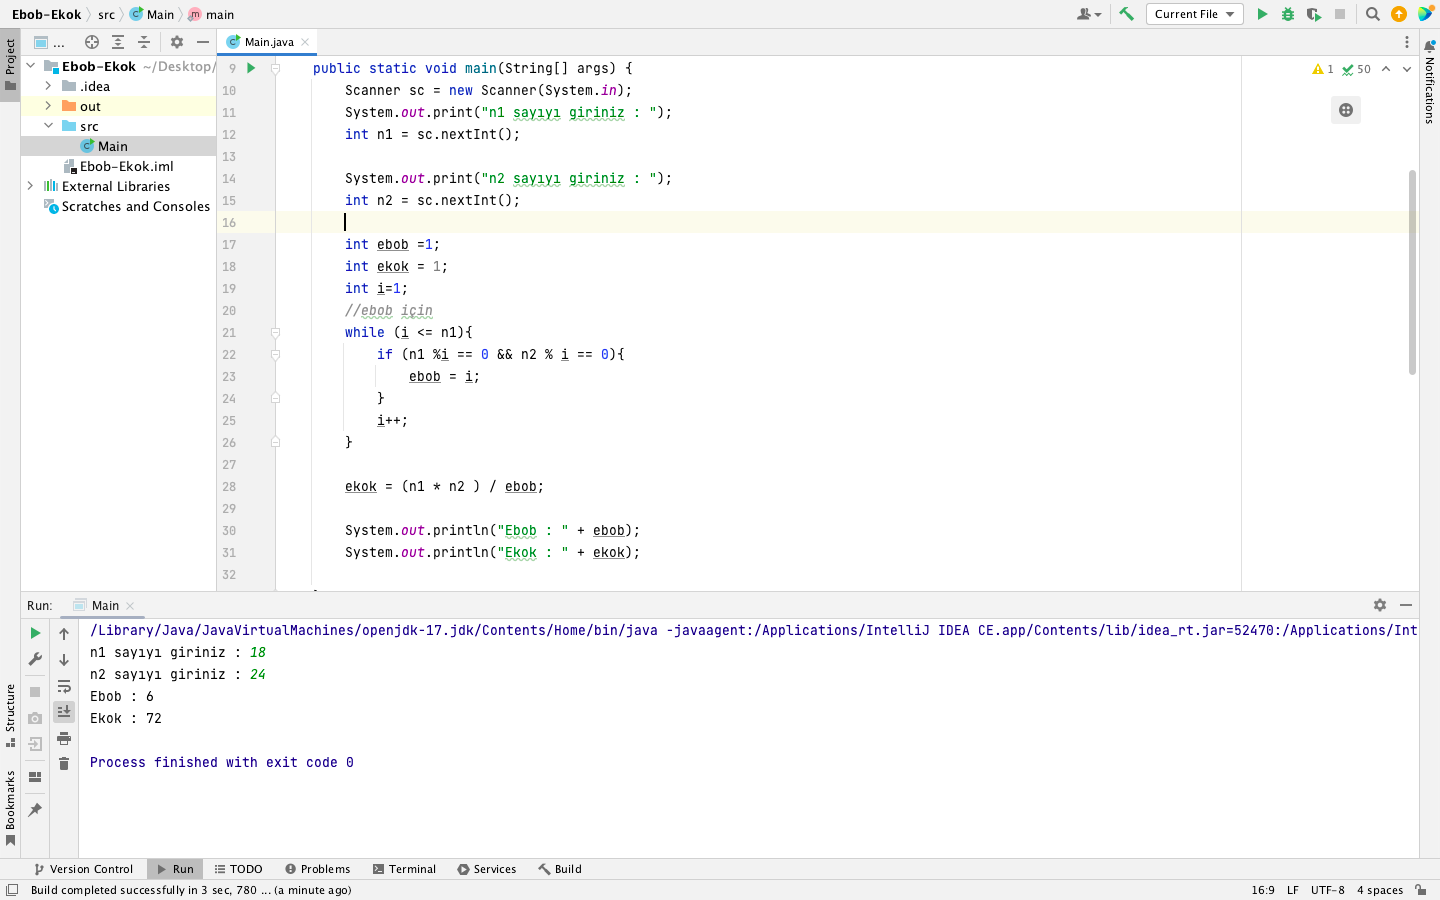 Ebob-Ekok src Main main Current File
Project ... Main.java
Ebob-Ekok ~/Desktop/
.idea
out
src
Main
Ebob-Ekok.iml
External Libraries
Scratches and Consoles
1 50
Notifications
9 public static void main(String[] args) {
10 Scanner sc = new Scanner(System.in);
11 System.out.print("n1 sayıyı giriniz : ");
12 int n1 = sc.nextInt();
13
14 System.out.print("n2 sayıyı giriniz : ");
15 int n2 = sc.nextInt();
16
17 int ebob =1;
18 int ekok = 1;
19 int i=1;
20 //ebob için
21 while (i <= n1){
22 if (n1 %i == 0 && n2 % i == 0){
23 ebob = i;
24 }
25 i++;
26 }
27
28 ekok = (n1 * n2 ) / ebob;
29
30 System.out.println("Ebob : " + ebob);
31 System.out.println("Ekok : " + ekok);
32
Run: Main
/Library/Java/JavaVirtualMachines/openjdk-17.jdk/Contents/Home/bin/java -javaagent:/Applications/IntelliJ IDEA CE.app/Contents/lib/idea_rt.jar=52470:/Applications/Int
n1 sayıyı giriniz : 18
n2 sayıyı giriniz : 24
Ebob : 6
Ekok : 72
Process finished with exit code 0
Structure
Bookmarks
Version Control Run TODO Problems Terminal Services Build
Build completed successfully in 3 sec, 780 ... (a minute ago) 16:9 LF UTF-8 4 spaces